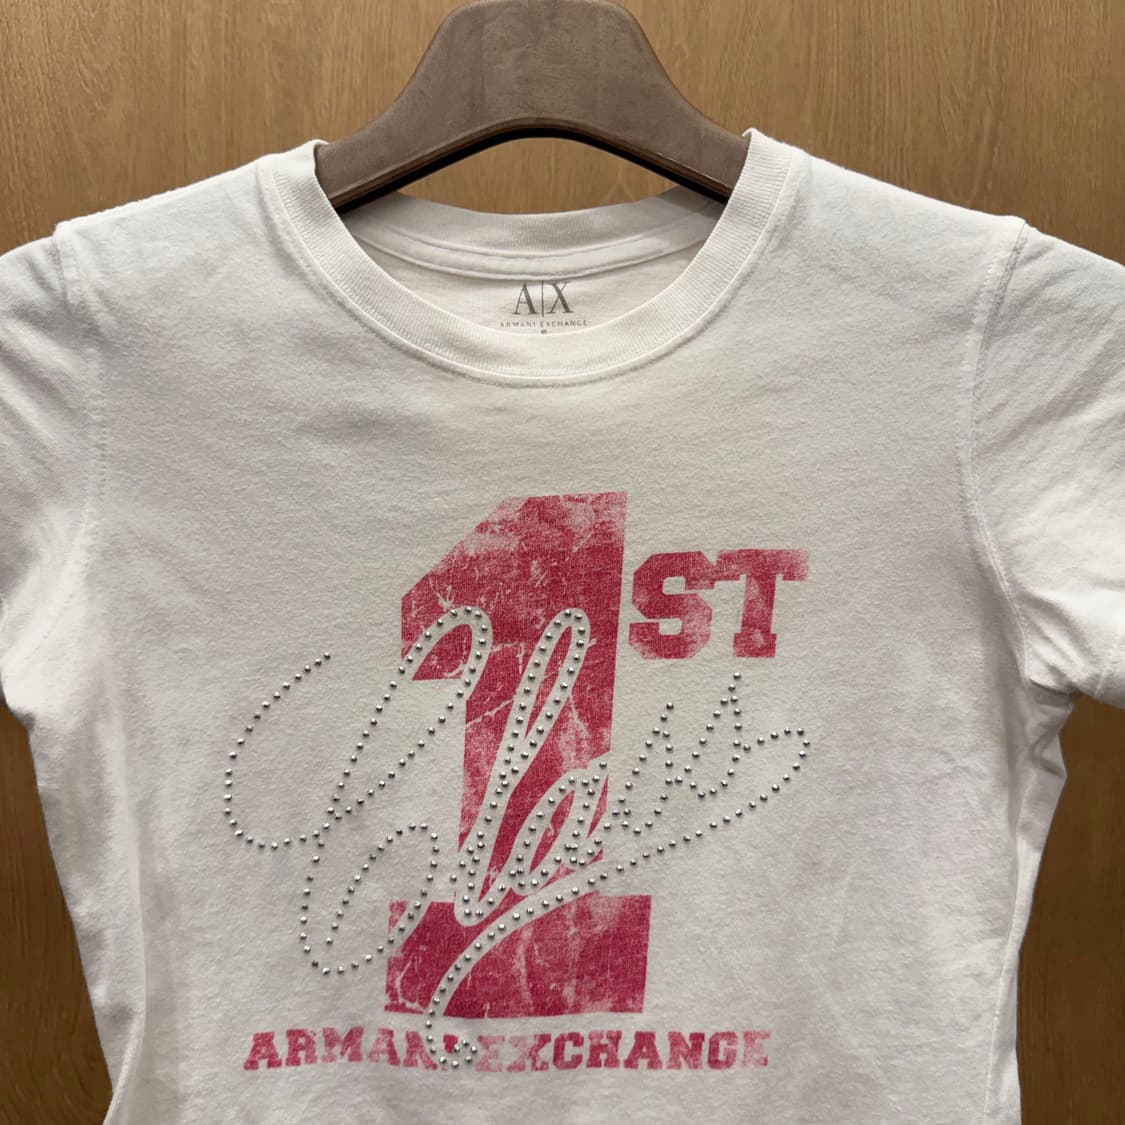 A|X
ARMANI EXCHANGE
1ST
Class
ARMANI EXCHANGE